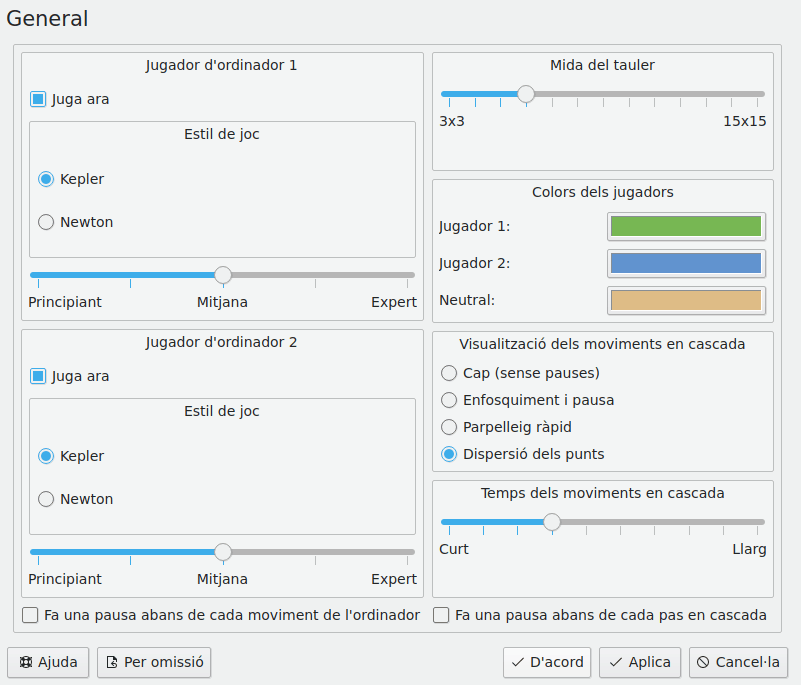 General
Jugador d'ordinador 1
Juga ara
Estil de joc
Kepler
Newton
Principiant Mitjana Expert
Jugador d'ordinador 2
Juga ara
Estil de joc
Kepler
Newton
Principiant Mitjana Expert
Fa una pausa abans de cada moviment de l'ordinador
Mida del tauler
3x3 15x15
Colors dels jugadors
Jugador 1:
Jugador 2:
Neutral:
Visualització dels moviments en cascada
Cap (sense pauses)
Enfosquiment i pausa
Parpelleig ràpid
Dispersió dels punts
Temps dels moviments en cascada
Curt Llarg
Fa una pausa abans de cada pas en cascada
Ajuda Per omissió D'acord Aplica Cancel·la